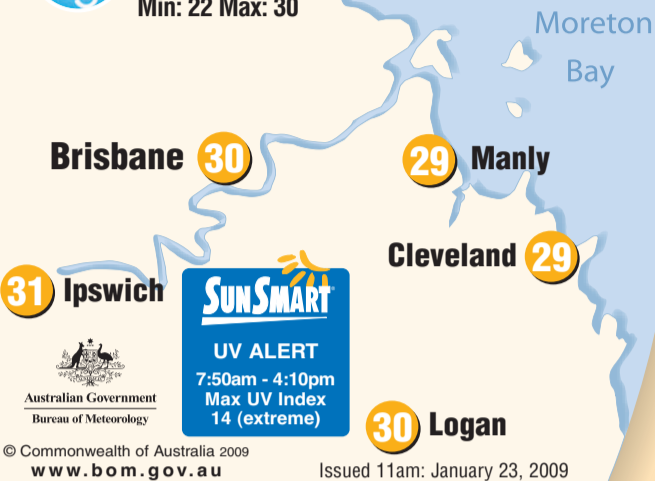 Min: 22 Max: 30
Moreton
Bay
Brisbane 30
29 Manly
Cleveland 29
31 Ipswich
SUNSMART
UV ALERT
7:50am - 4:10pm
Max UV Index
14 (extreme)
Australian Government
Bureau of Meteorology
30 Logan
© Commonwealth of Australia 2009
www.bom.gov.au
Issued 11am: January 23, 2009